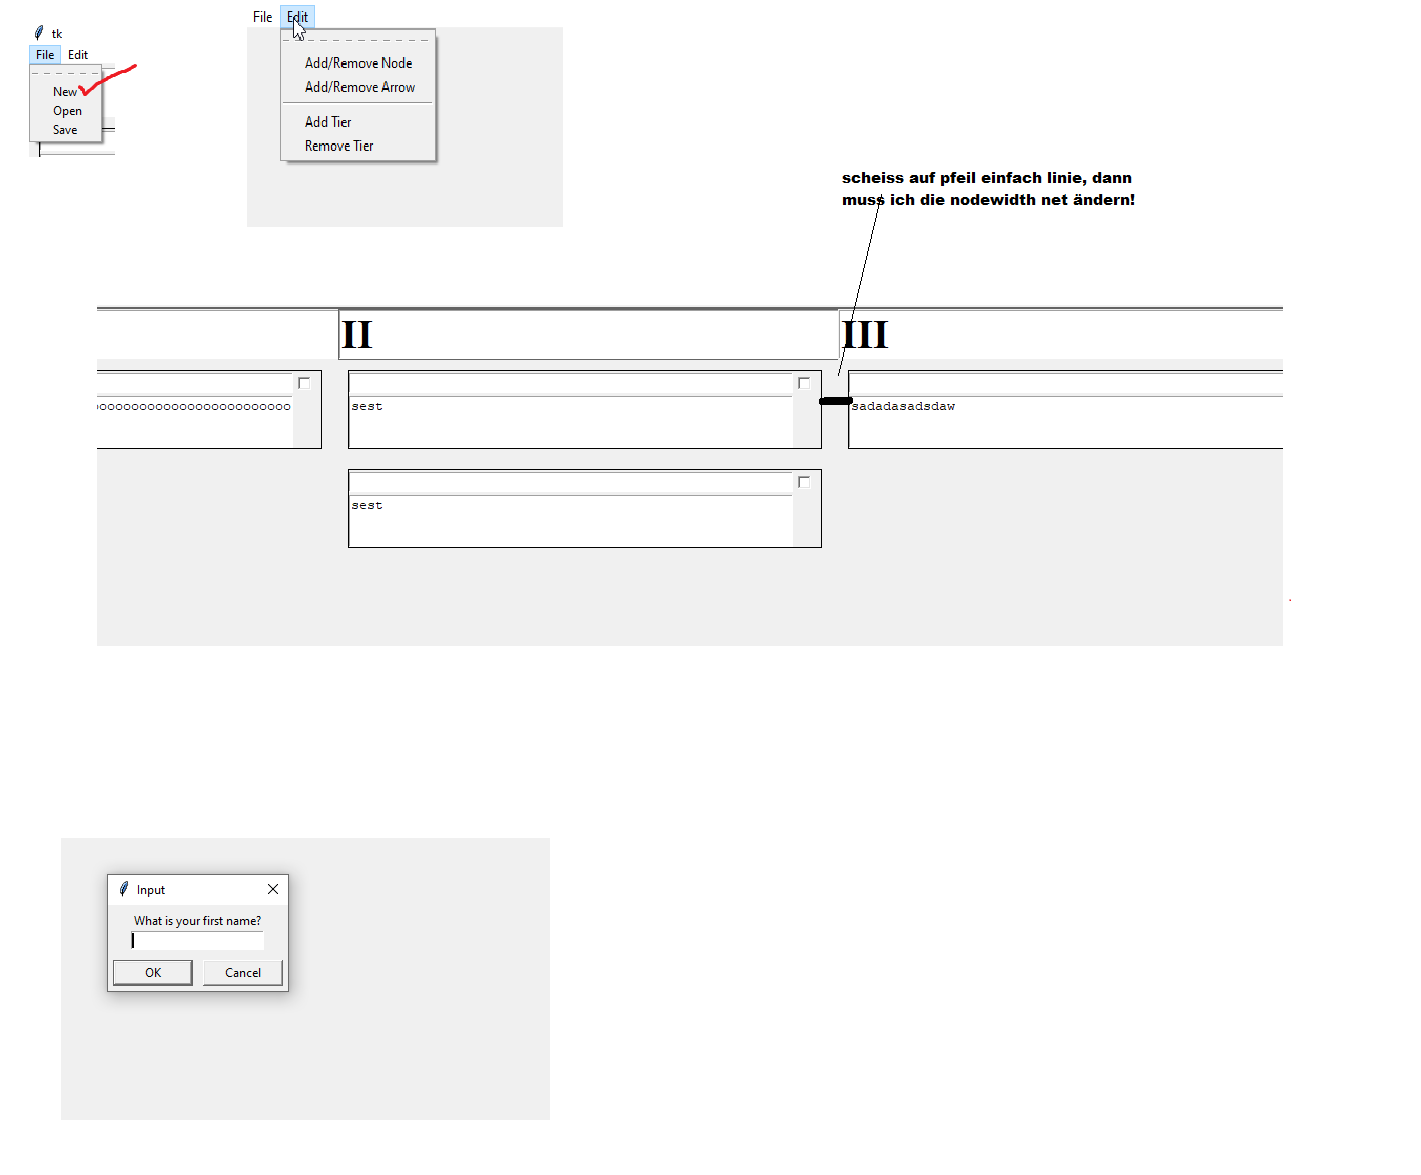 tk
File Edit
New
Open
Save
File Edit
Add/Remove Node
Add/Remove Arrow
Add Tier
Remove Tier
scheiss auf pfeil einfach linie, dann
muss ich die nodewidth net ändern!
II III
ooooooooooooooooooooooooo sest sadadasadsdaw
sest
Input
What is your first name?
OK Cancel